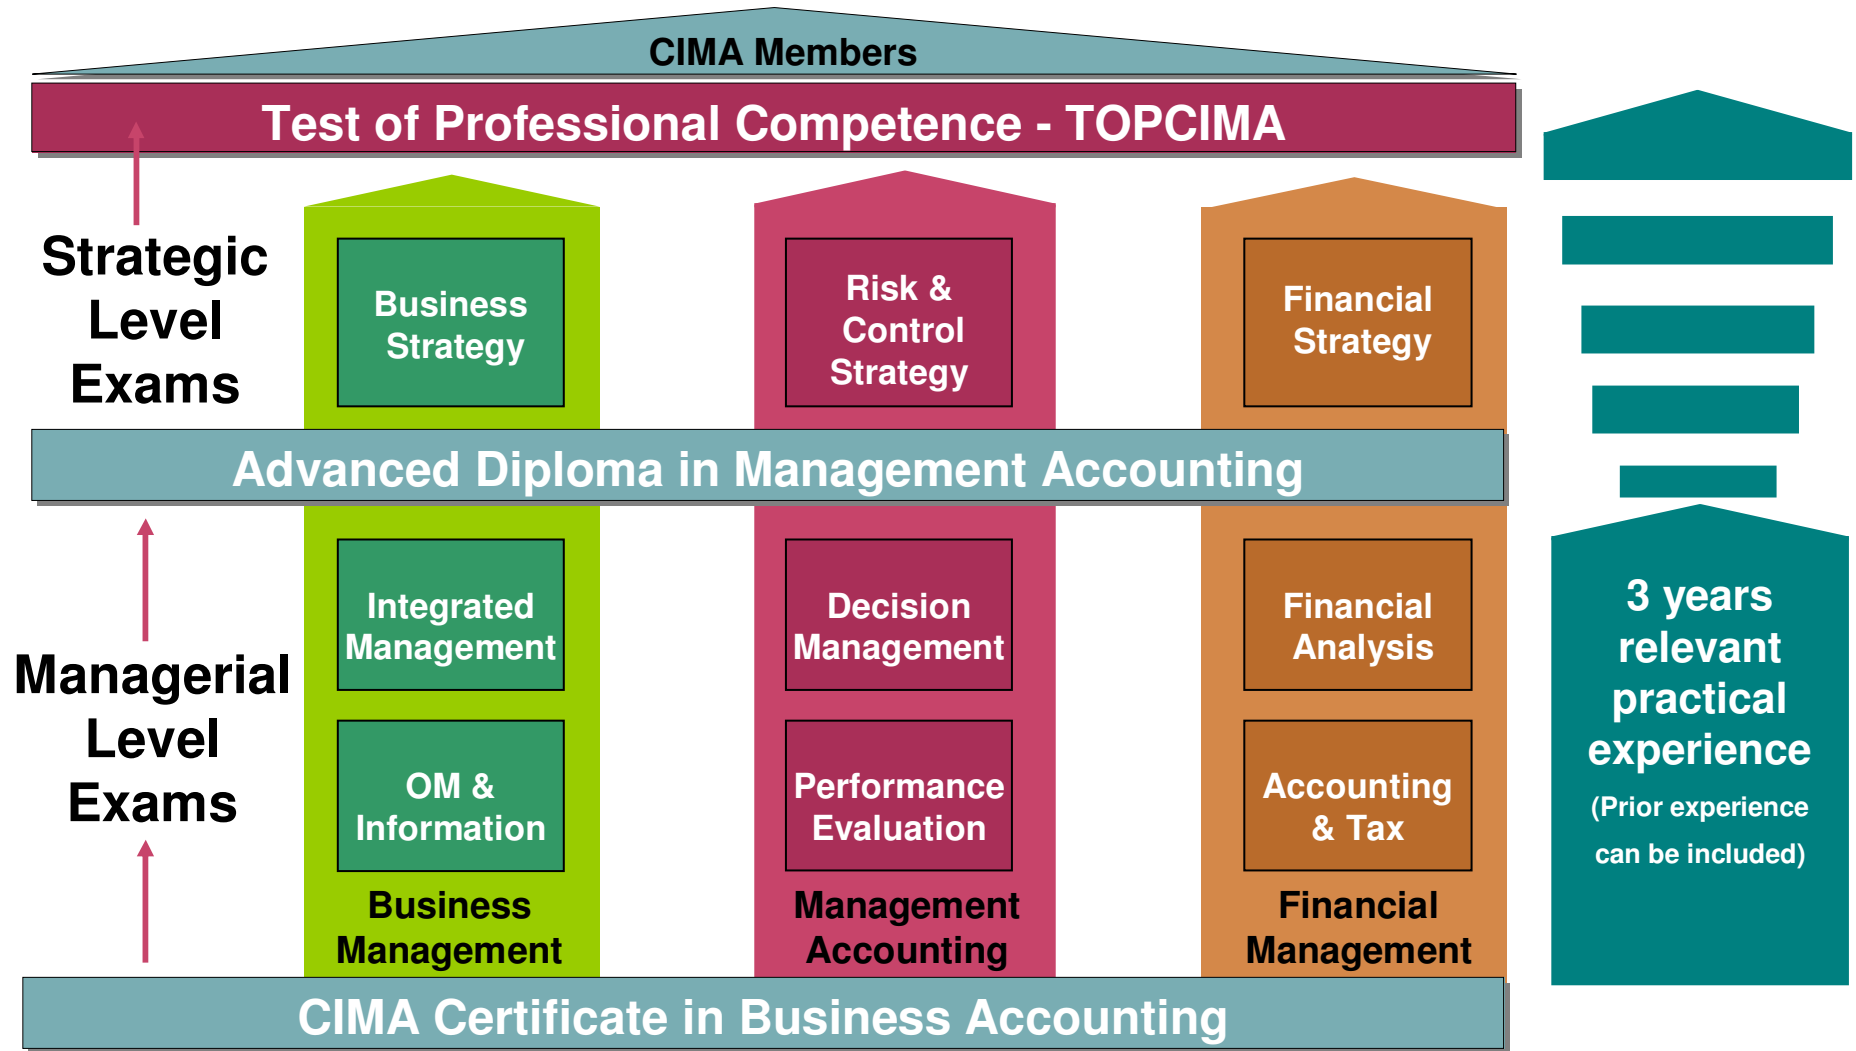 CIMA Members
Test of Professional Competence - TOPCIMA
Strategic
Level
Exams
Business
Strategy
Risk &
Control
Strategy
Financial
Strategy
Advanced Diploma in Management Accounting
Managerial
Level
Exams
Integrated
Management
Decision
Management
Financial
Analysis
OM &
Information
Performance
Evaluation
Accounting
& Tax
Business
Management
Management
Accounting
Financial
Management
CIMA Certificate in Business Accounting
3 years
relevant
practical
experience
(Prior experience
can be included)